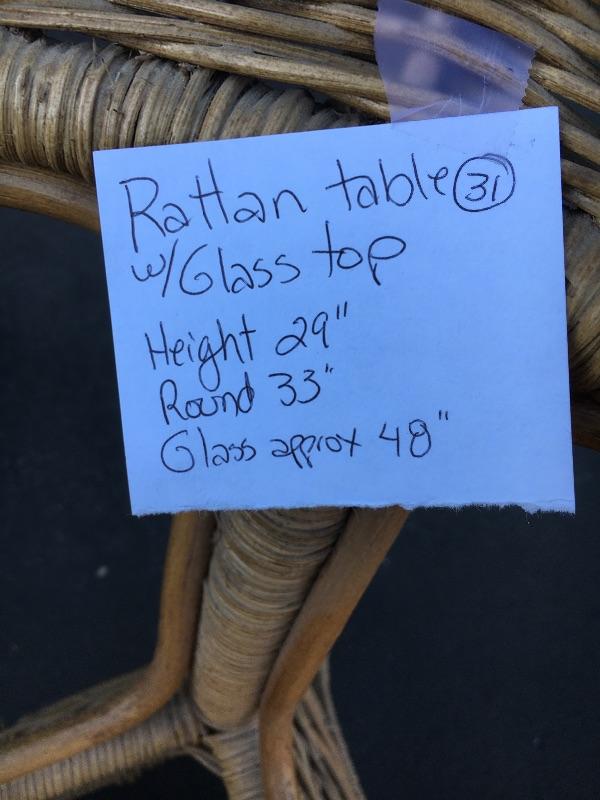 Rattan table 31
w/Glass top
Height 29"
Round 33"
Glass approx 48"